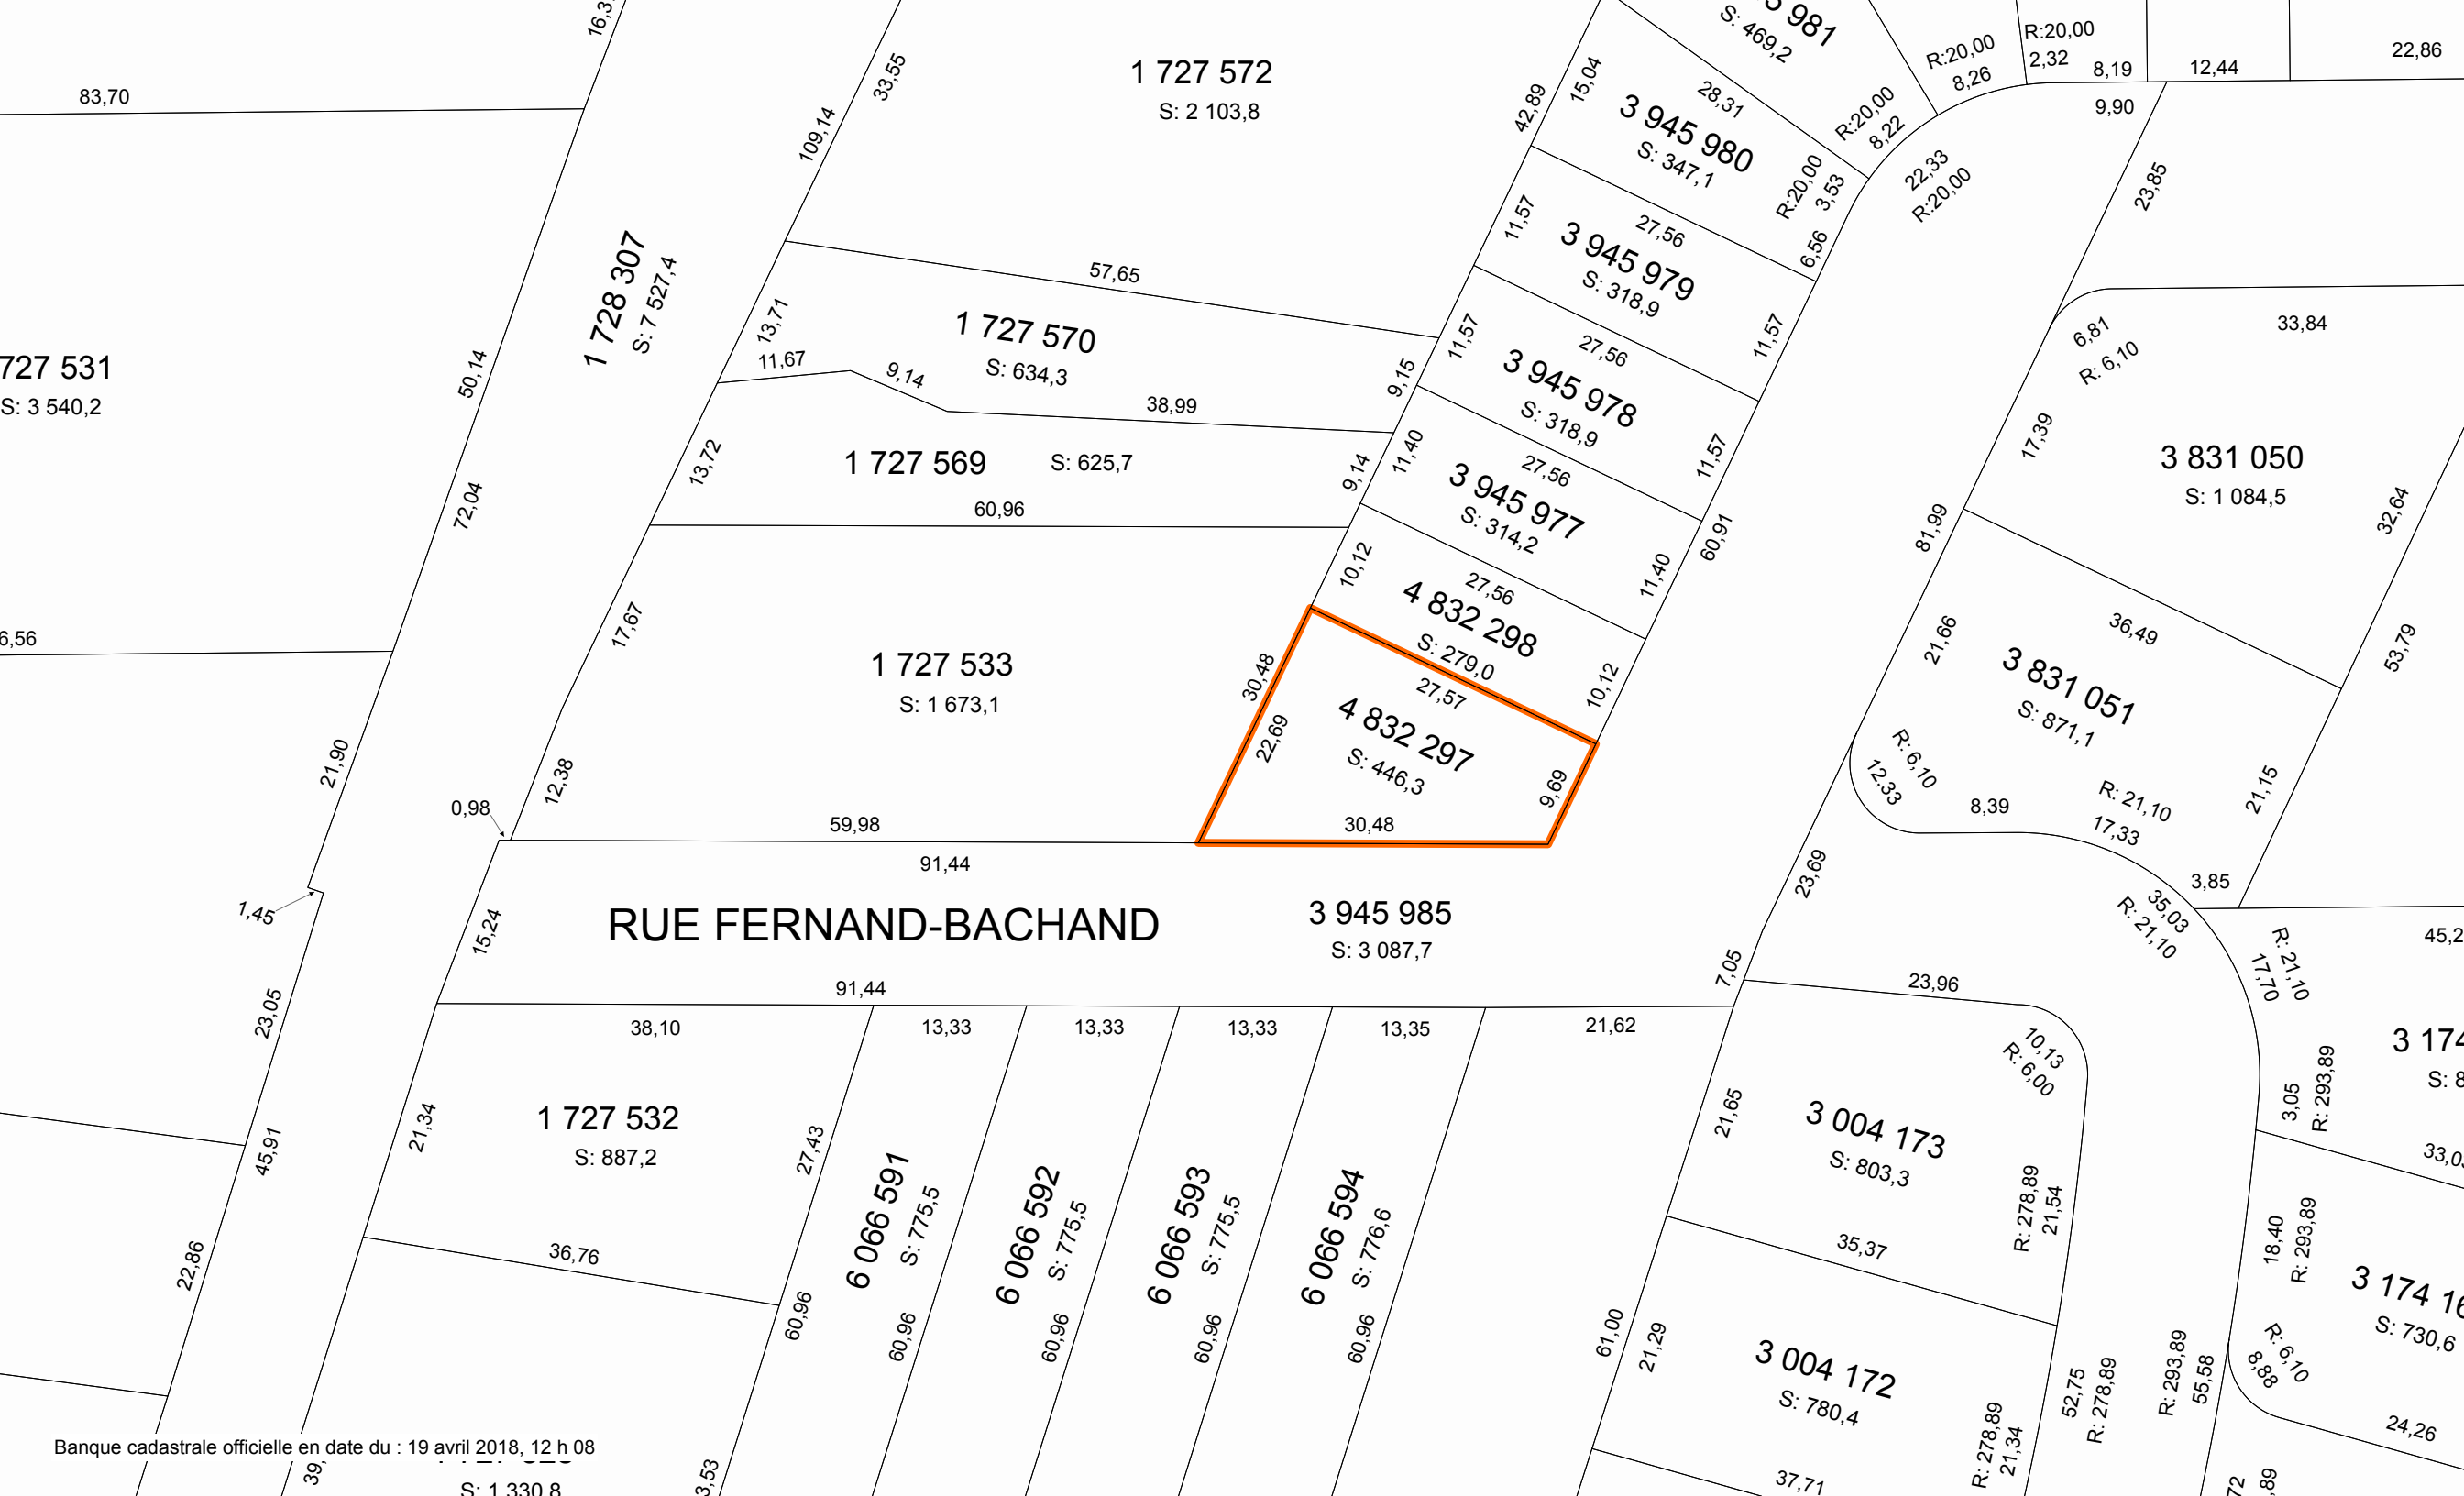 16,3
83,70
727 531
S: 3 540,2
50,14
72,04
6,56
21,90
1,45
23,05
45,91
22,86
1 728 307
S: 7 527,4
109,14
33,55
1 727 572
S: 2 103,8
57,65
13,71
11,67
9,14
38,99
1 727 570
S: 634,3
9,15
13,72
1 727 569
S: 625,7
9,14
60,96
17,67
1 727 533
S: 1 673,1
30,48
12,38
0,98
59,98
91,44
15,24
RUE FERNAND-BACHAND
3 945 985
S: 3 087,7
91,44
5 981
S: 469,2
42,89
15,04
28,31
3 945 980
S: 347,1
R:20,00
3,53
6,56
R:20,00
8,22
R:20,00
8,26
R:20,00
2,32
8,19
12,44
22,86
9,90
22,33
R:20,00
23,85
11,57
27,56
3 945 979
S: 318,9
11,57
11,57
27,56
3 945 978
S: 318,9
11,57
11,40
27,56
3 945 977
S: 314,2
11,40
60,91
10,12
27,56
4 832 298
S: 279,0
10,12
27,57
4 832 297
S: 446,3
22,69
9,69
30,48
6,81
R: 6,10
33,84
17,39
3 831 050
S: 1 084,5
32,64
81,99
36,49
53,79
21,66
3 831 051
S: 871,1
R: 6,10
12,33
8,39
R: 21,10
17,33
21,15
3,85
23,69
35,03
R: 21,10
R: 21,10
17,70
45,2
7,05
23,96
10,13
R: 6,00
3 174
S: 8
3,05
R: 293,89
33,0
38,10
13,33
13,33
13,33
13,35
21,62
21,34
1 727 532
S: 887,2
27,43
36,76
60,96
6 066 591
S: 775,5
60,96
6 066 592
S: 775,5
60,96
6 066 593
S: 775,5
60,96
6 066 594
S: 776,6
60,96
21,65
3 004 173
S: 803,3
R: 278,89
21,54
35,37
61,00
21,29
3 004 172
S: 780,4
R: 278,89
21,34
37,71
52,75
R: 278,89
R: 293,89
55,58
18,40
R: 293,89
3 174 16
S: 730,6
R: 6,10
8,88
24,26
Banque cadastrale officielle en date du : 19 avril 2018, 12 h 08
39,
S: 1 330,8
3,53
72
,89